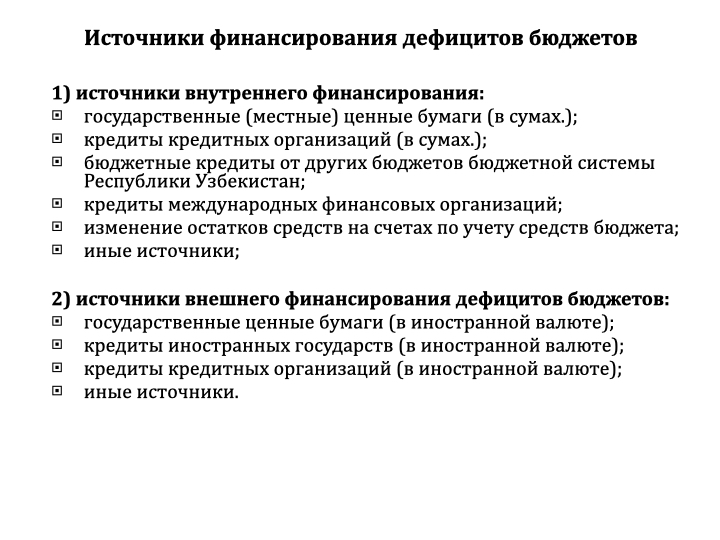 Источники финансирования дефицитов бюджетов
1) источники внутреннего финансирования:
государственные (местные) ценные бумаги (в сумах.);
кредиты кредитных организаций (в сумах.);
бюджетные кредиты от других бюджетов бюджетной системы
Республики Узбекистан;
кредиты международных финансовых организаций;
изменение остатков средств на счетах по учету средств бюджета;
иные источники;
2) источники внешнего финансирования дефицитов бюджетов:
государственные ценные бумаги (в иностранной валюте);
кредиты иностранных государств (в иностранной валюте);
кредиты кредитных организаций (в иностранной валюте);
иные источники.